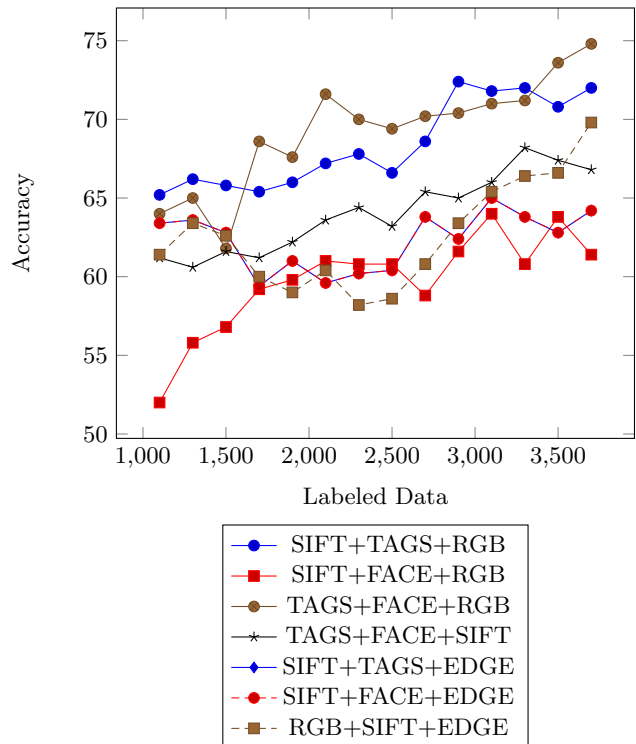 75
70
65
60
55
50
Accuracy
1,000 1,500 2,000 2,500 3,000 3,500
Labeled Data
SIFT+TAGS+RGB
SIFT+FACE+RGB
TAGS+FACE+RGB
TAGS+FACE+SIFT
SIFT+TAGS+EDGE
SIFT+FACE+EDGE
RGB+SIFT+EDGE